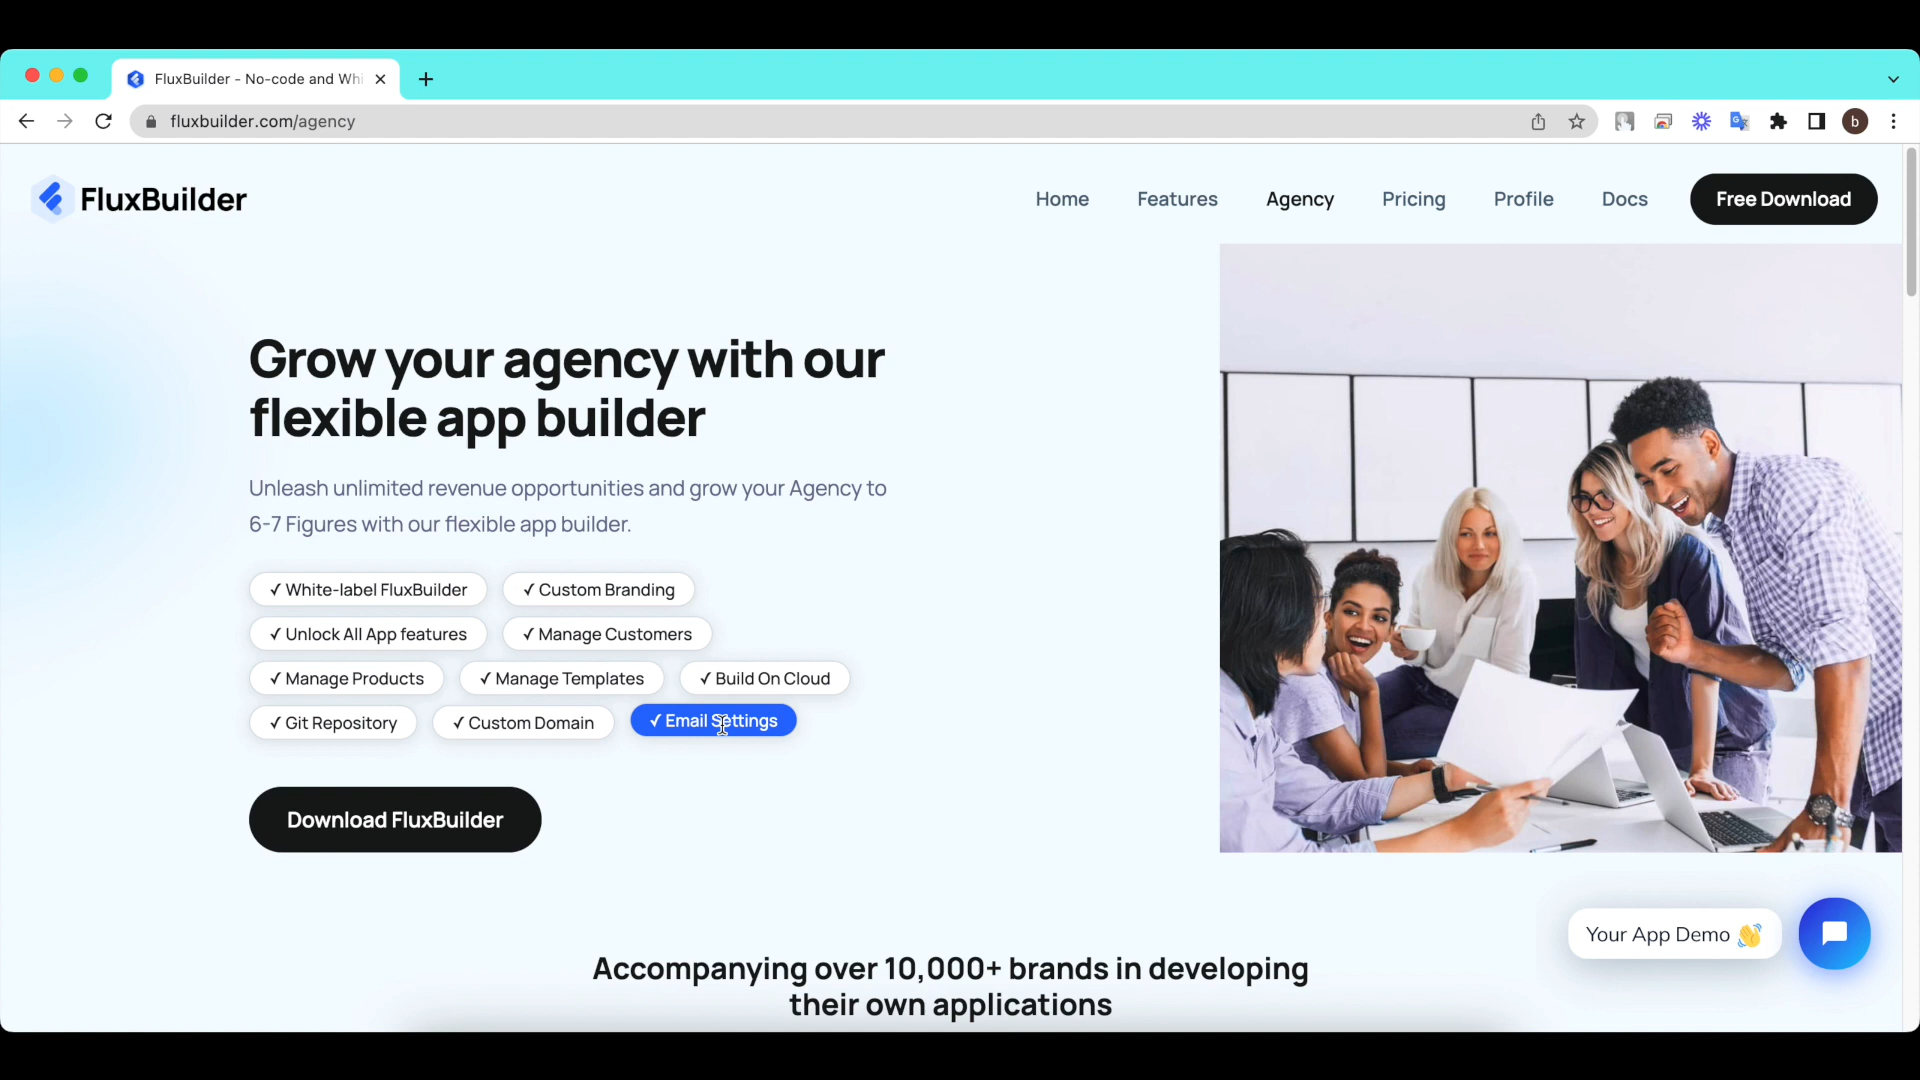 FluxBuilder - No-code and Whi
fluxbuilder.com/agency
b
FluxBuilder
Home
Features
Agency
Pricing
Profile
Docs
Free Download
Grow your agency with our
flexible app builder
Unleash unlimited revenue opportunities and grow your Agency to
6-7 Figures with our flexible app builder.
✓ White-label FluxBuilder
✓ Custom Branding
✓ Unlock All App features
✓ Manage Customers
✓ Manage Products
✓ Manage Templates
✓ Build On Cloud
✓ Git Repository
✓ Custom Domain
✓ Email Settings
Download FluxBuilder
Your App Demo 👋
Accompanying over 10,000+ brands in developing
their own applications